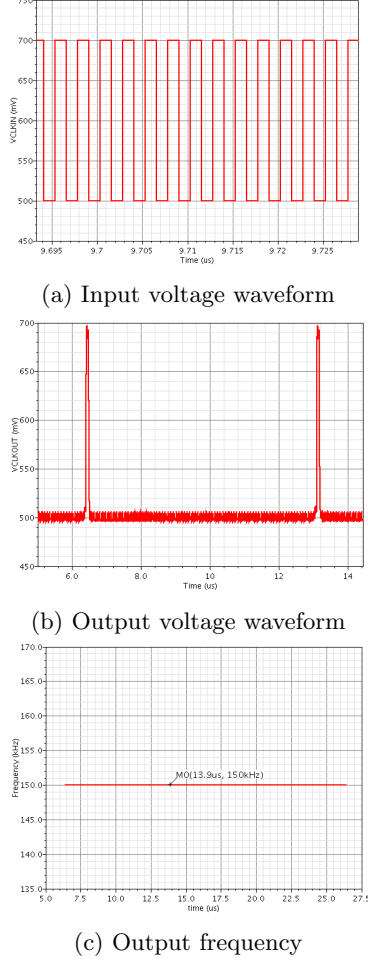 750
700
650
600
550
500
450
VCLKIN (mV)
9.695 9.7 9.705 9.71 9.715 9.72 9.725
Time (us)
(a) Input voltage waveform
700
650
600
550
500
450
VCLKOUT (mV)
6.0 8.0 10 12 14
Time (us)
(b) Output voltage waveform
170.0
165.0
160.0
155.0
150.0
145.0
140.0
135.0
Frequency (kHz)
M0(13.9us, 150kHz)
5.0 7.5 10.0 12.5 15.0 17.5 20.0 22.5 25.0 27.5
time (us)
(c) Output frequency